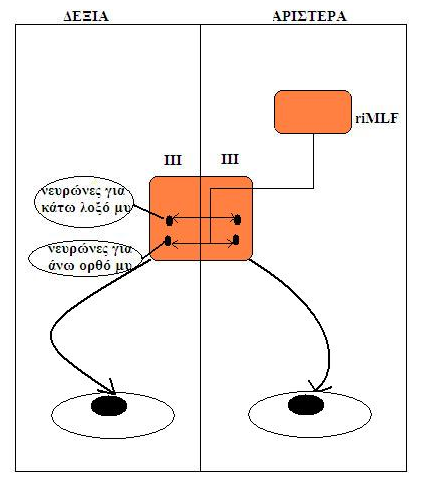 ΔΕΞΙΑ
ΑΡΙΣΤΕΡΑ
riMLF
III
III
νευρώνες για
κάτω λοξό μυ
νευρώνες για
άνω ορθό μυ